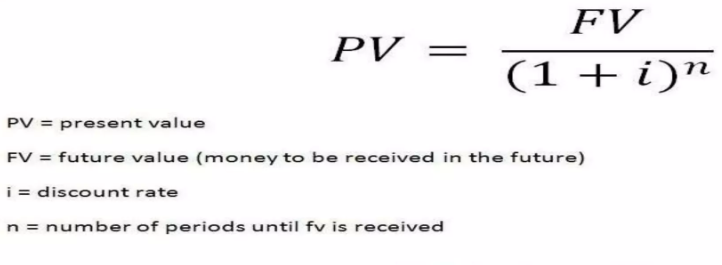 PV = FV / (1 + i)^n
PV = present value
FV = future value (money to be received in the future)
i = discount rate
n = number of periods until fv is received